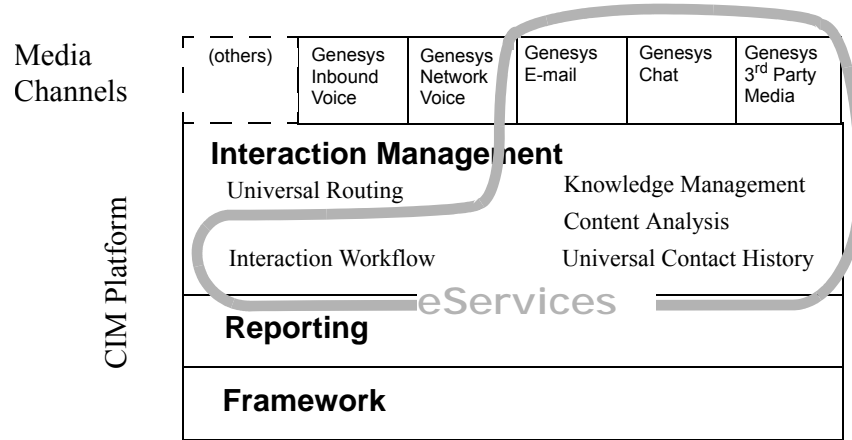 Media
Channels
(others)
Genesys
Inbound
Voice
Genesys
Network
Voice
Genesys
E-mail
Genesys
Chat
Genesys
3rd Party
Media
CIM Platform
Interaction Management
Universal Routing
Knowledge Management
Content Analysis
Interaction Workflow
Universal Contact History
eServices
Reporting
Framework